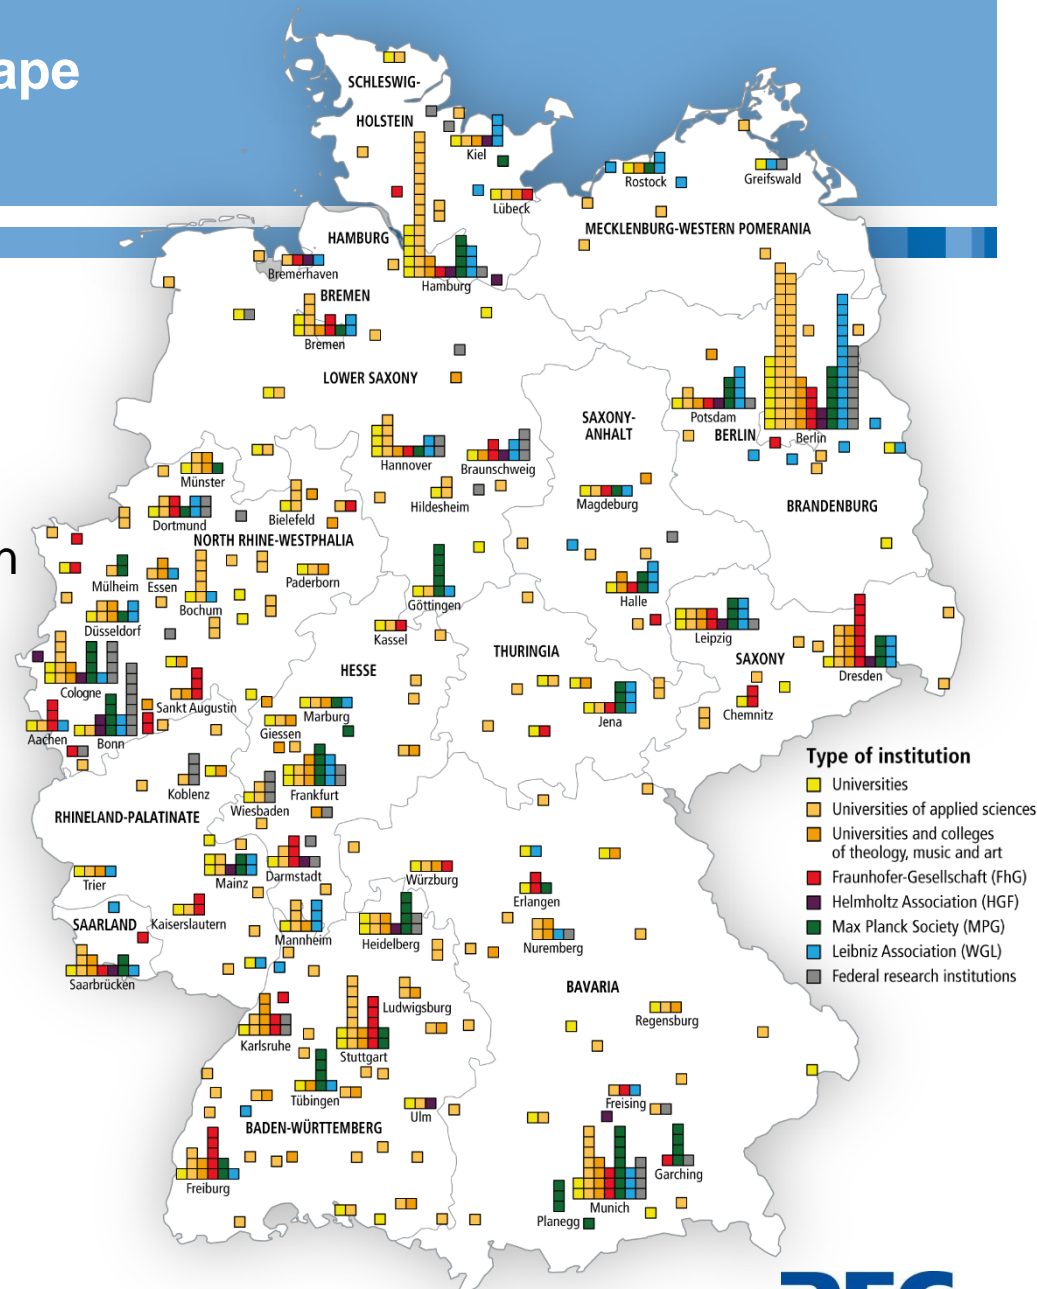 ape
n
SCHLESWIG-
HOLSTEIN
Kiel
Lübeck
Rostock
Greifswald
MECKLENBURG-WESTERN POMERANIA
HAMBURG
Hamburg
Bremerhaven
BREMEN
Bremen
LOWER SAXONY
Hannover
Braunschweig
Hildesheim
SAXONY-
ANHALT
Magdeburg
Potsdam
BERLIN
Berlin
BRANDENBURG
Münster
Dortmund
Bielefeld
NORTH RHINE-WESTPHALIA
Mülheim
Essen
Bochum
Paderborn
Düsseldorf
Göttingen
Halle
Kassel
Leipzig
THURINGIA
SAXONY
Dresden
Cologne
HESSE
Sankt Augustin
Aachen
Bonn
Marburg
Giessen
Jena
Chemnitz
Koblenz
Wiesbaden
Frankfurt
RHINELAND-PALATINATE
Type of institution
Universities
Universities of applied sciences
Universities and colleges
of theology, music and art
Fraunhofer-Gesellschaft (FhG)
Helmholtz Association (HGF)
Max Planck Society (MPG)
Leibniz Association (WGL)
Federal research institutions
Trier
Mainz
Darmstadt
Würzburg
Erlangen
SAARLAND
Kaiserslautern
Mannheim
Heidelberg
Nuremberg
Saarbrücken
BAVARIA
Ludwigsburg
Regensburg
Karlsruhe
Stuttgart
Tübingen
Ulm
Freising
BADEN-WÜRTTEMBERG
Freiburg
Garching
Munich
Planegg